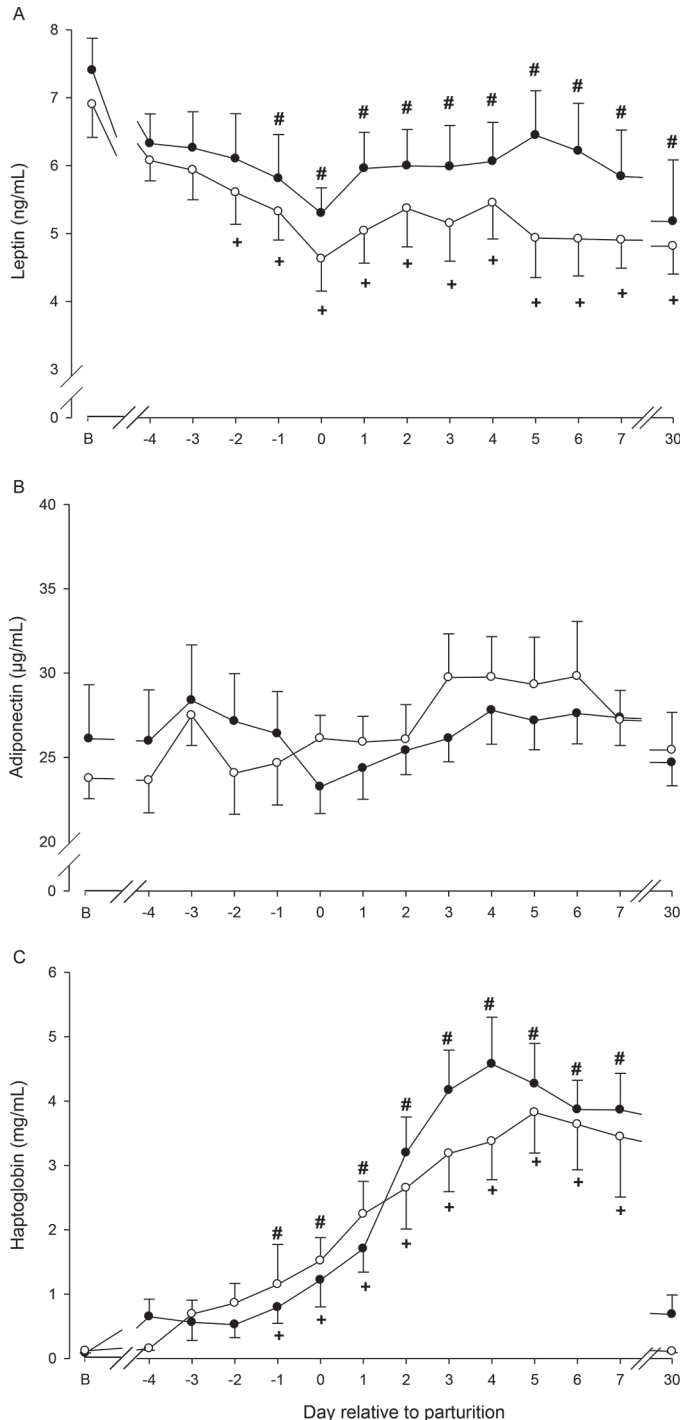 A
8
7
6
5
4
3
0
Leptin (ng/mL)
# # # # # # # # # #
+ + + + + + + + + + +
B -4 -3 -2 -1 0 1 2 3 4 5 6 7 30
B
40
35
30
25
20
0
Adiponectin (µg/mL)
B -4 -3 -2 -1 0 1 2 3 4 5 6 7 30
C
6
5
4
3
2
1
0
Haptoglobin (mg/mL)
# # # # # # # # #
+ + + + + + + + +
B -4 -3 -2 -1 0 1 2 3 4 5 6 7 30
Day relative to parturition